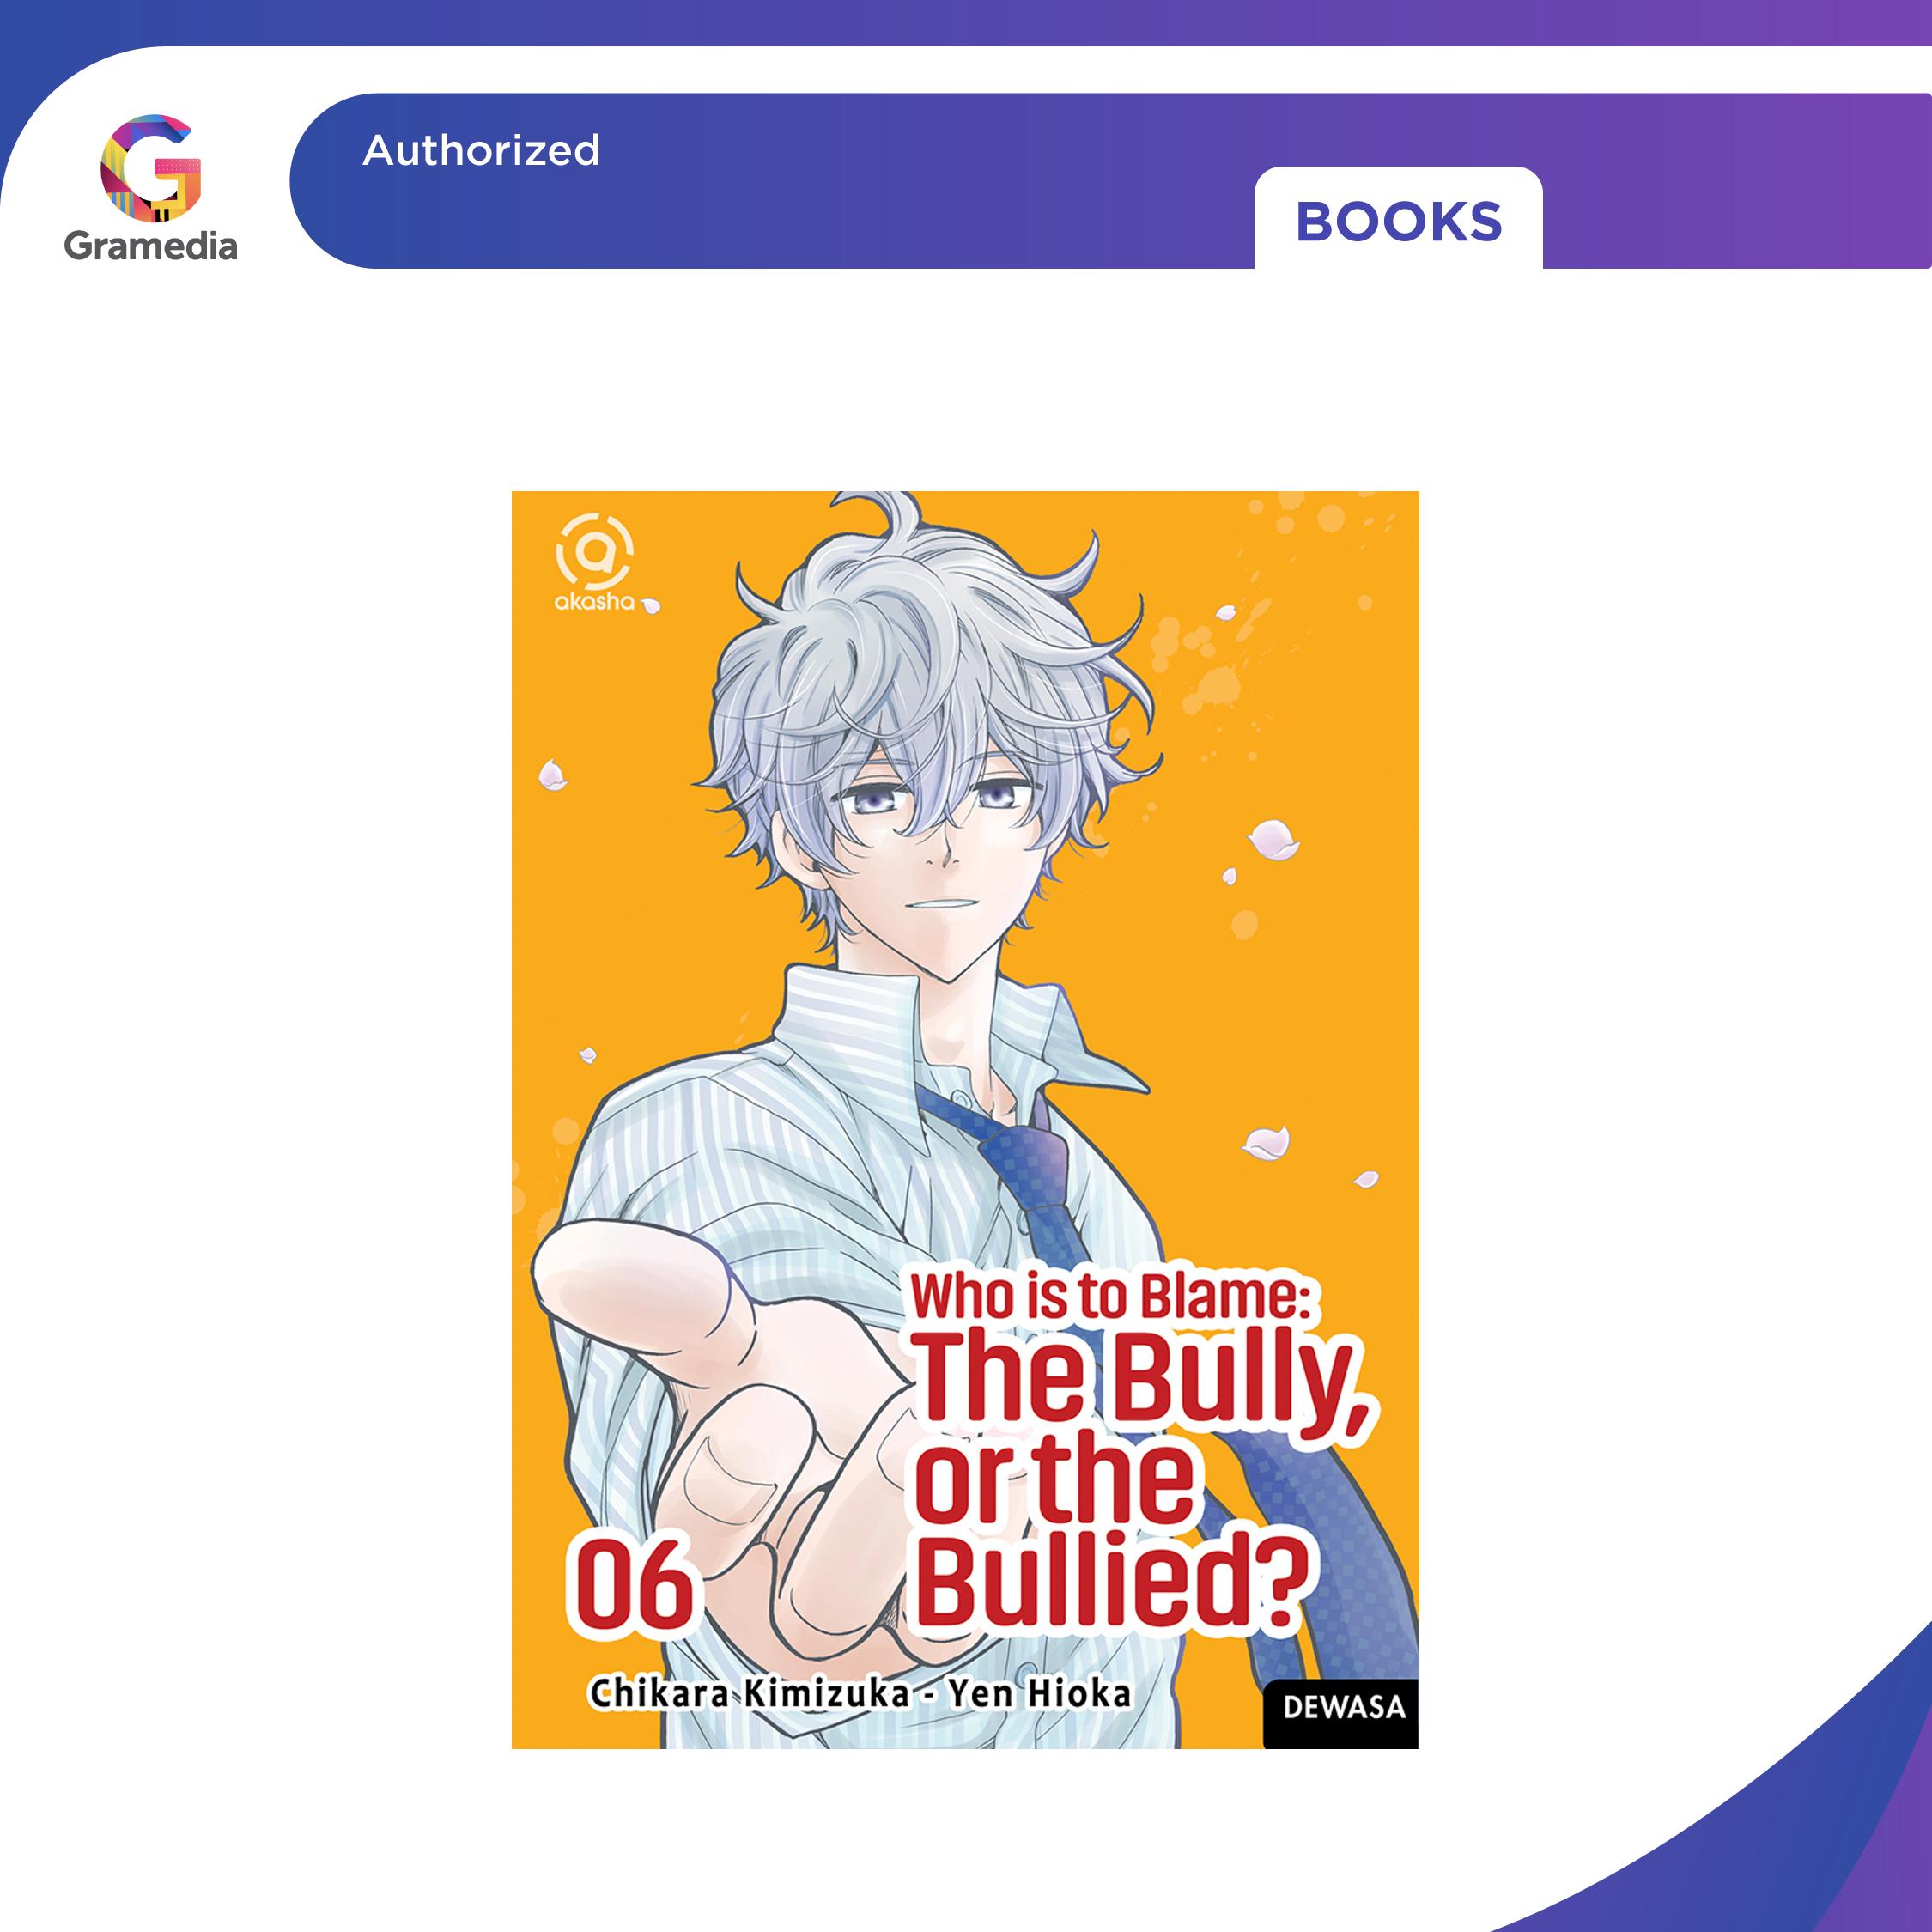 Gramedia
Authorized
BOOKS
akasha
Who is to Blame:
The Bully,
or the
Bullied?
06
Chikara Kimizuka - Yen Hioka
DEWASA